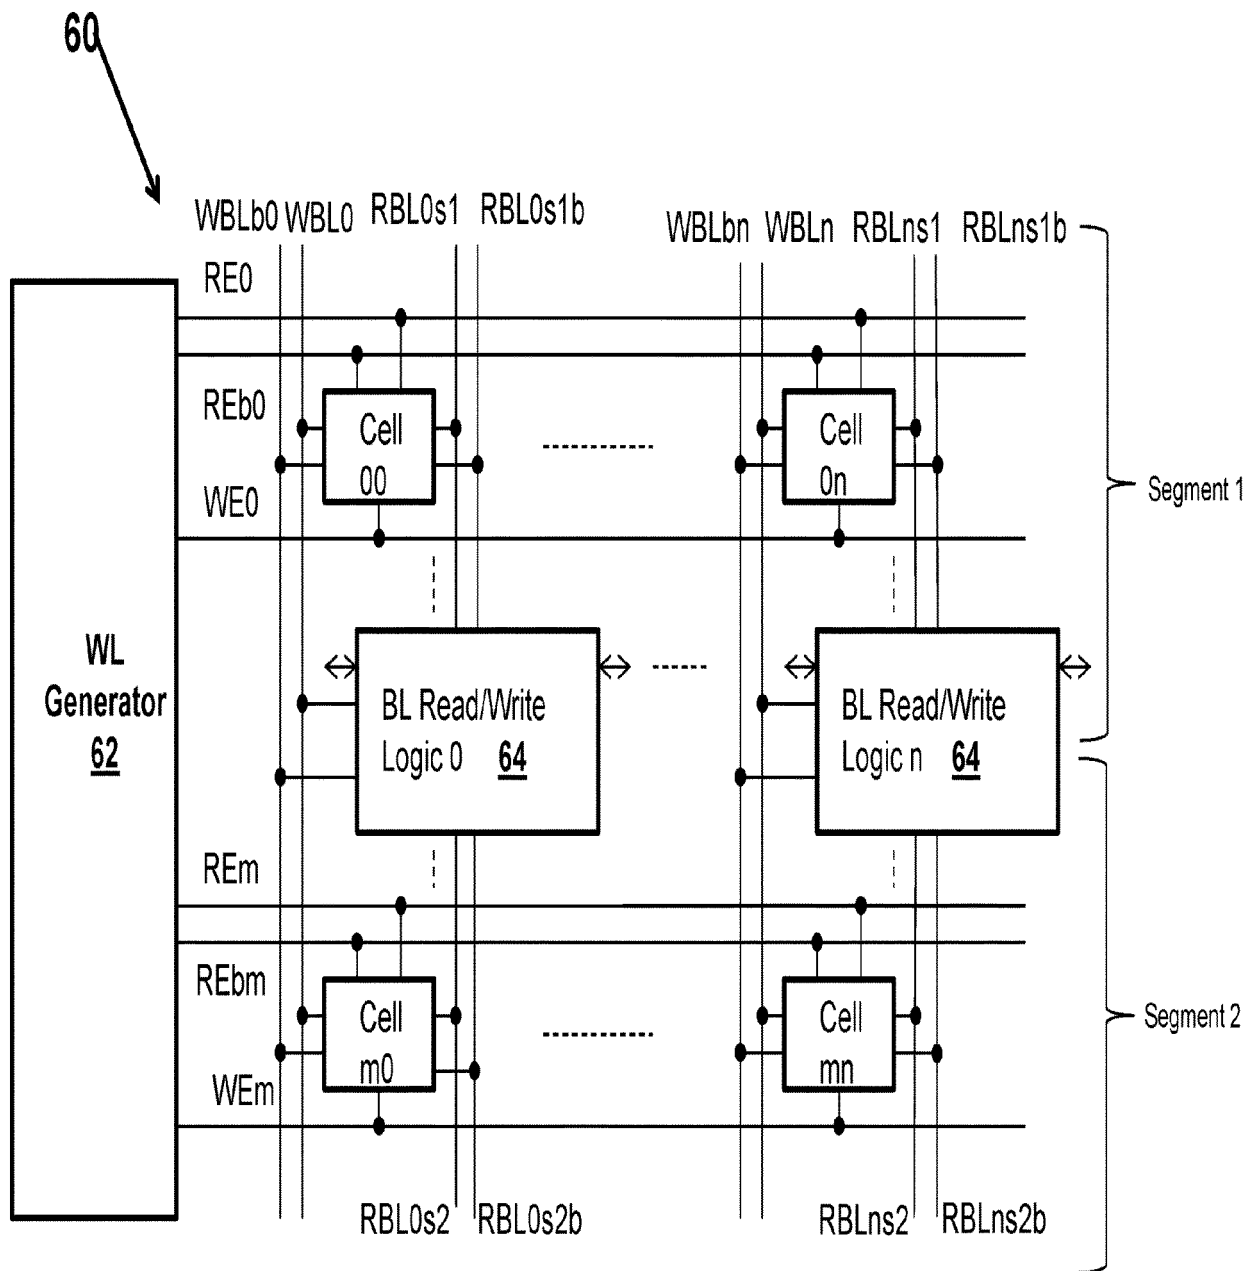 60
WBLb0 WBL0 RBL0s1 RBL0s1b
WBLbn WBLn RBLns1 RBLns1b
RE0
REb0
Cell
00
Cell
0n
WE0
Segment 1
WL
Generator
62
BL Read/Write
Logic 0 64
BL Read/Write
Logic n 64
REm
REbm
Cell
m0
Cell
mn
Segment 2
WEm
RBL0s2 RBL0s2b
RBLns2 RBLns2b